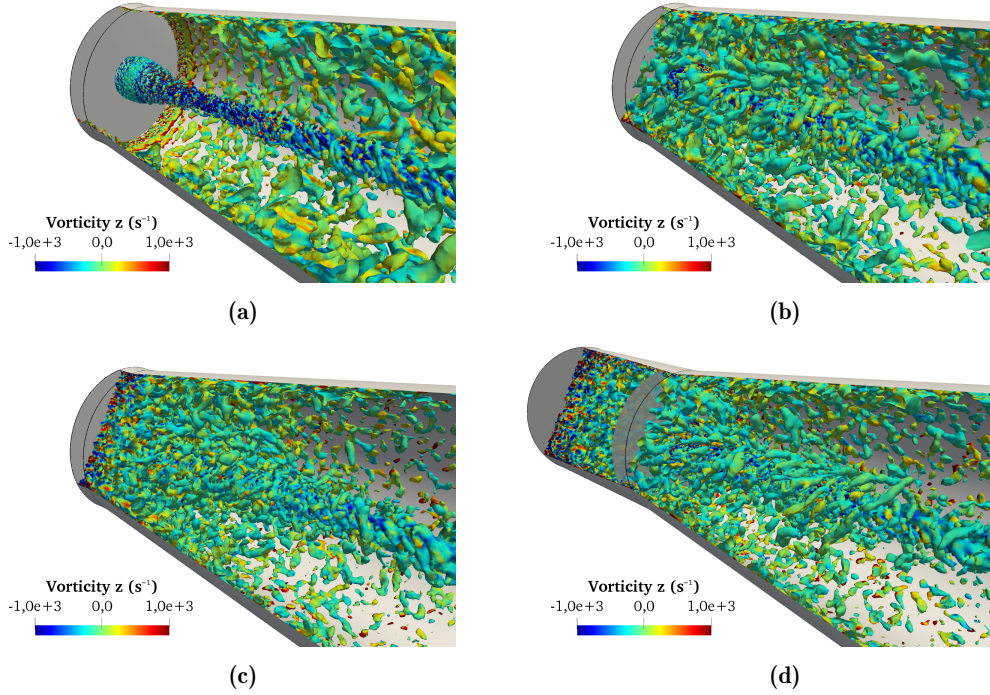 Vorticity z (s⁻¹)
-1,0e+3 0,0 1,0e+3
(a)
Vorticity z (s⁻¹)
-1,0e+3 0,0 1,0e+3
(b)
Vorticity z (s⁻¹)
-1,0e+3 0,0 1,0e+3
(c)
Vorticity z (s⁻¹)
-1,0e+3 0,0 1,0e+3
(d)